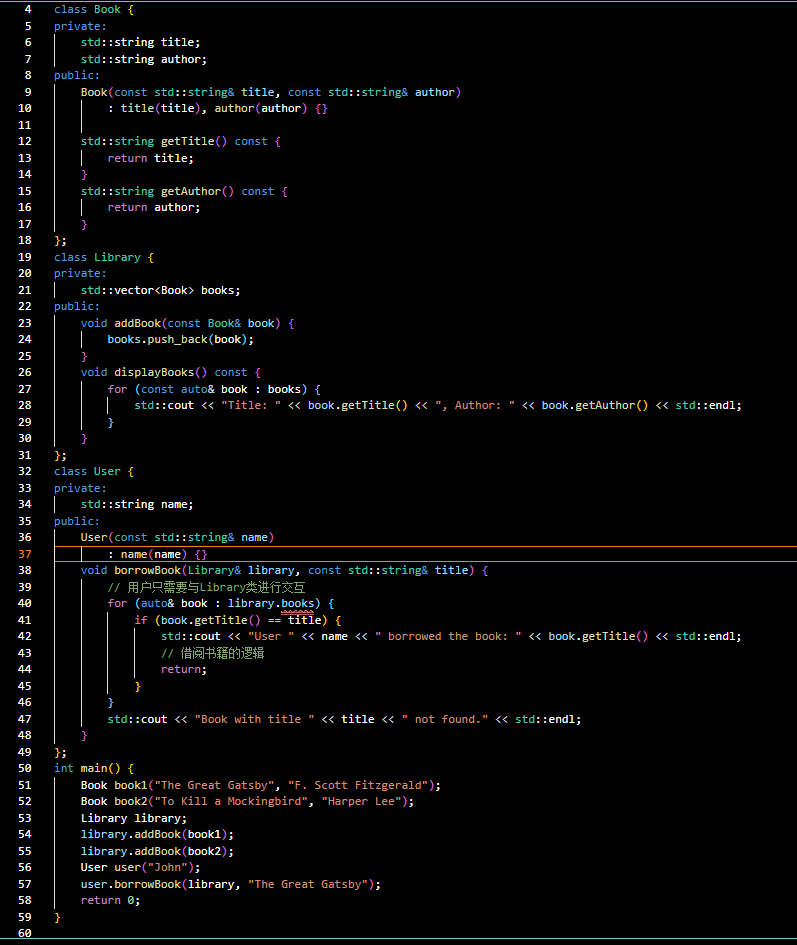 4 class Book {
5 private:
6     std::string title;
7     std::string author;
8 public:
9     Book(const std::string& title, const std::string& author)
10         : title(title), author(author) {}
11
12     std::string getTitle() const {
13         return title;
14     }
15     std::string getAuthor() const {
16         return author;
17     }
18 };
19 class Library {
20 private:
21     std::vector<Book> books;
22 public:
23     void addBook(const Book& book) {
24         books.push_back(book);
25     }
26     void displayBooks() const {
27         for (const auto& book : books) {
28             std::cout << "Title: " << book.getTitle() << ", Author: " << book.getAuthor() << std::endl;
29         }
30     }
31 };
32 class User {
33 private:
34     std::string name;
35 public:
36     User(const std::string& name)
37         : name(name) {}
38     void borrowBook(Library& library, const std::string& title) {
39         // 用户只需要与Library类进行交互
40         for (auto& book : library.books) {
41             if (book.getTitle() == title) {
42                 std::cout << "User " << name << " borrowed the book: " << book.getTitle() << std::endl;
43                 // 借阅书籍的逻辑
44                 return;
45             }
46         }
47         std::cout << "Book with title " << title << " not found." << std::endl;
48     }
49 };
50 int main() {
51     Book book1("The Great Gatsby", "F. Scott Fitzgerald");
52     Book book2("To Kill a Mockingbird", "Harper Lee");
53     Library library;
54     library.addBook(book1);
55     library.addBook(book2);
56     User user("John");
57     user.borrowBook(library, "The Great Gatsby");
58     return 0;
59 }
60